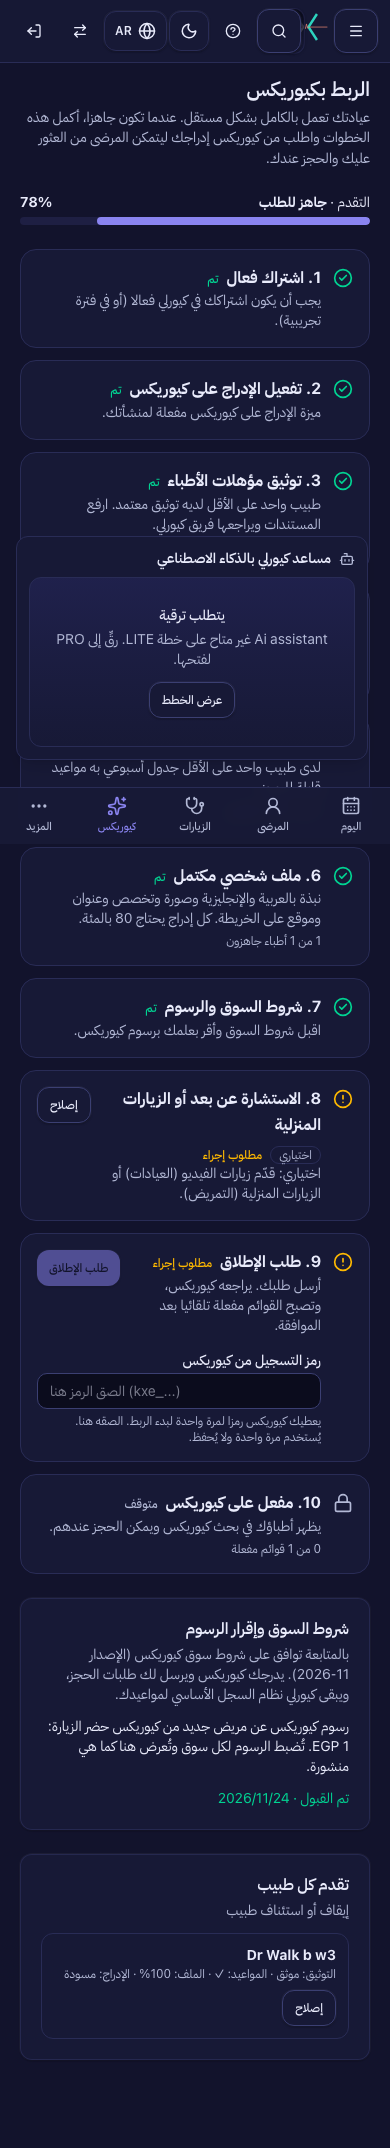 AR
الربط بكيوريكس
عيادتك تعمل بالكامل بشكل مستقل. عندما تكون جاهزا، أكمل هذه
الخطوات واطلب من كيوريكس إدراجك ليتمكن المرضى من العثور
عليك والحجز عندك.
التقدم · جاهز للطلب
78%
1. اشتراك فعال تم
يجب أن يكون اشتراكك في كيورلي فعالا (أو في فترة
تجريبية).
2. تفعيل الإدراج على كيوريكس تم
ميزة الإدراج على كيوريكس مفعلة لمنشأتك.
3. توثيق مؤهلات الأطباء تم
طبيب واحد على الأقل لديه توثيق معتمد. ارفع
المستندات ويراجعها فريق كيورلي.
مساعد كيورلي بالذكاء الاصطناعي
يتطلب ترقية
Ai assistant غير متاح على خطة LITE. رقِّ إلى PRO
لفتحها.
عرض الخطط
لدى طبيب واحد على الأقل جدول أسبوعي به مواعيد
اليوم
المرضى
الزيارات
كيوريكس
المزيد
6. ملف شخصي مكتمل تم
نبذة بالعربية والإنجليزية وصورة وتخصص وعنوان
وموقع على الخريطة. كل إدراج يحتاج 80 بالمئة.
1 من 1 أطباء جاهزون
7. شروط السوق والرسوم تم
اقبل شروط السوق وأقر بعلمك برسوم كيوريكس.
8. الاستشارة عن بعد أو الزيارات
المنزلية
اختياري مطلوب إجراء
إصلاح
اختياري: قدّم زيارات الفيديو (العيادات) أو
الزيارات المنزلية (التمريض).
9. طلب الإطلاق مطلوب إجراء
طلب الإطلاق
أرسل طلبك. يراجعه كيوريكس،
وتصبح القوائم مفعلة تلقائيا بعد
الموافقة.
رمز التسجيل من كيوريكس
الصق الرمز هنا (kxe_...)
يعطيك كيوريكس رمزا لمرة واحدة لبدء الربط. الصقه هنا.
يُستخدم مرة واحدة ولا يُحفظ.
10. مفعل على كيوريكس متوقف
يظهر أطباؤك في بحث كيوريكس ويمكن الحجز عندهم.
0 من 1 قوائم مفعلة
شروط السوق وإقرار الرسوم
بالمتابعة توافق على شروط سوق كيوريكس (الإصدار
2026-11). يدرجك كيوريكس ويرسل لك طلبات الحجز،
ويبقى كيورلي نظام السجل الأساسي لمواعيدك.
رسوم كيوريكس عن مريض جديد من كيوريكس حضر الزيارة:
EGP 1. تُضبط الرسوم لكل سوق وتُعرض هنا كما هي
منشورة.
تم القبول · 2026/11/24
تقدم كل طبيب
إيقاف أو استئناف طبيب
Dr Walk b w3
التوثيق: موثق · المواعيد: ✓ · الملف: 100% · الإدراج: مسودة
إصلاح